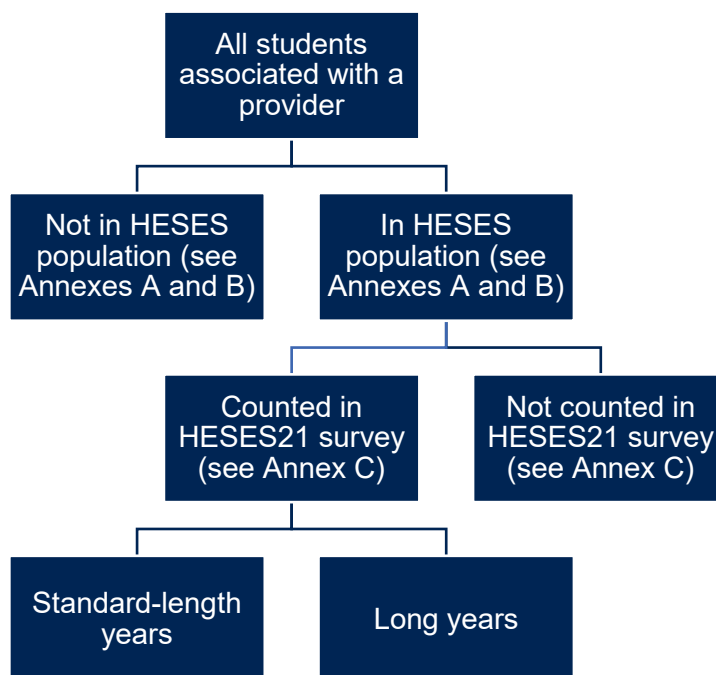 All students
associated with a
provider
Not in HESES
population (see
Annexes A and B)
In HESES
population (see
Annexes A and B)
Counted in
HESES21 survey
(see Annex C)
Not counted in
HESES21 survey
(see Annex C)
Standard-length
years
Long years